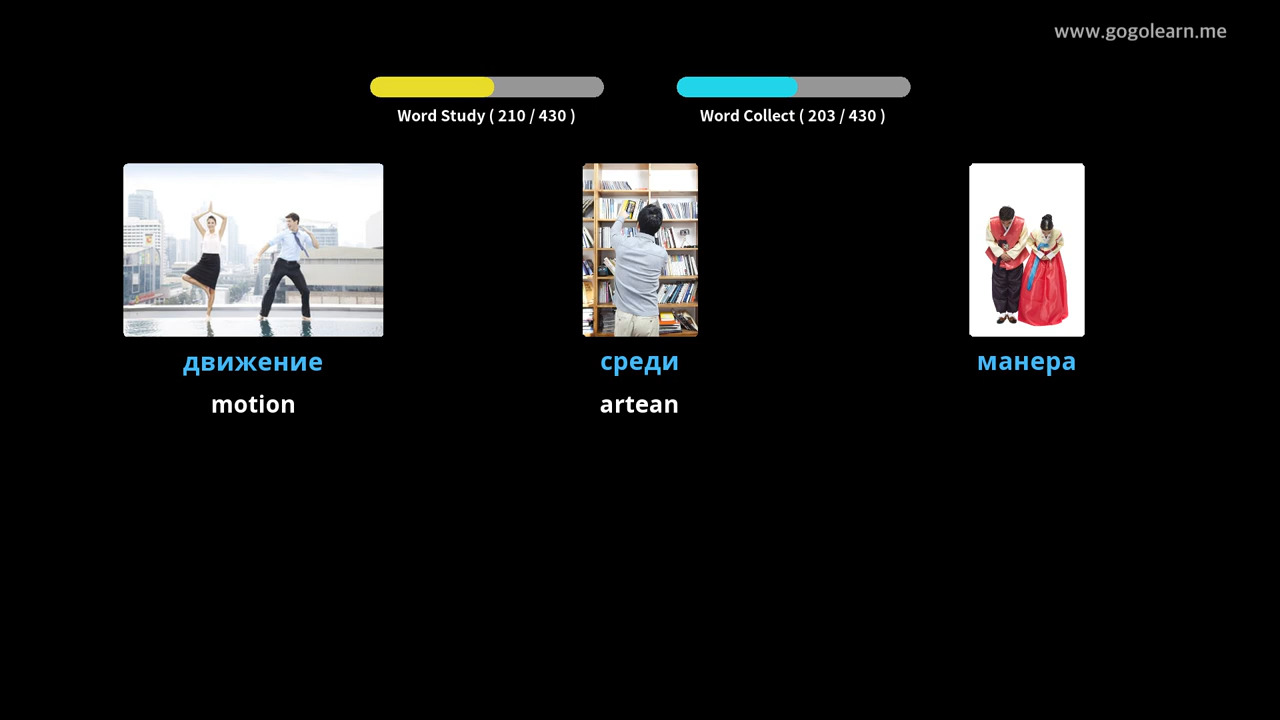 www.gogolearn.me
Word Study ( 210 / 430 )
Word Collect ( 203 / 430 )
движение
среди
манера
motion
artean